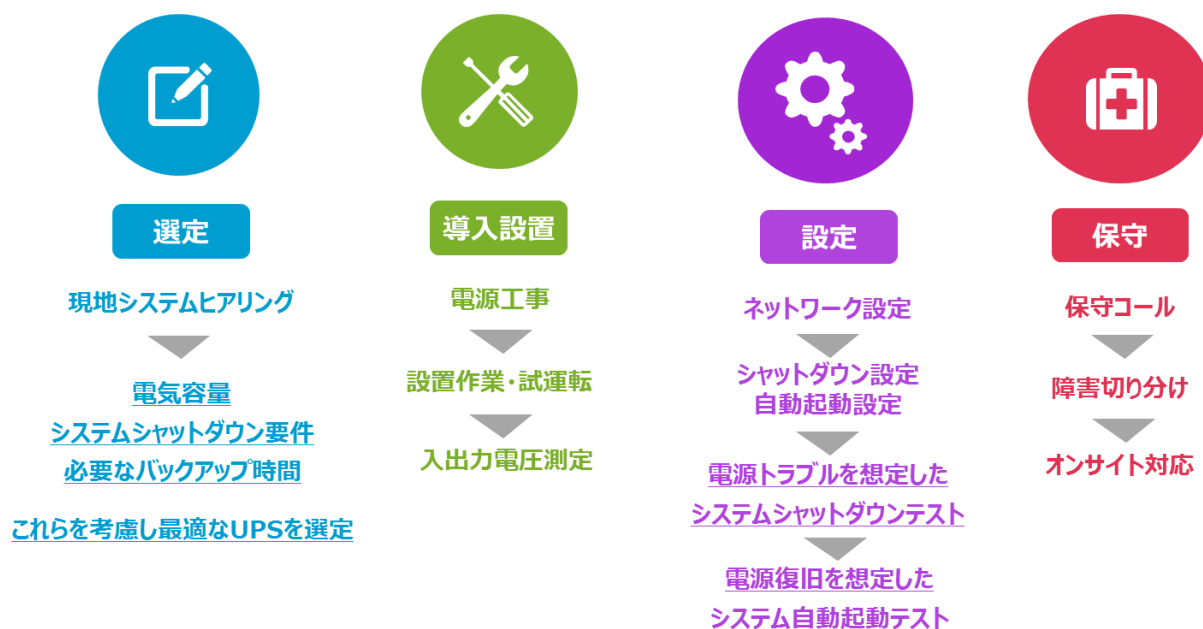 選定
現地システムヒアリング
電気容量
システムシャットダウン要件
必要なバックアップ時間
これらを考慮し最適なUPSを選定
導入設置
電源工事
設置作業・試運転
入出力電圧測定
設定
ネットワーク設定
シャットダウン設定
自動起動設定
電源トラブルを想定した
システムシャットダウンテスト
電源復旧を想定した
システム自動起動テスト
保守
保守コール
障害切り分け
オンサイト対応